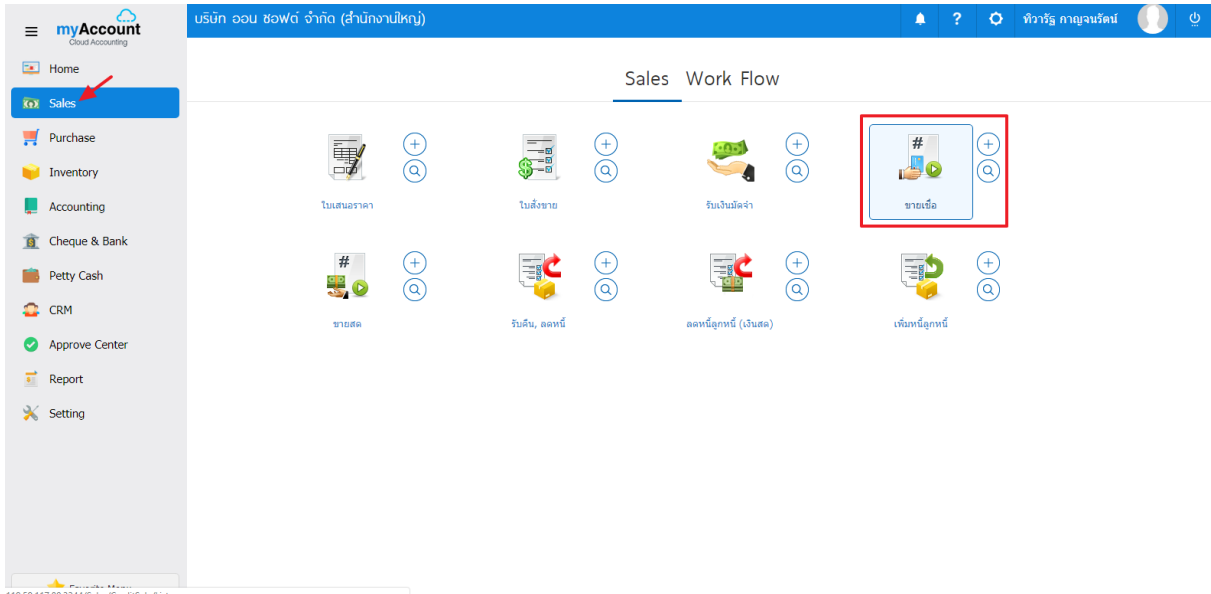 myAccount
Cloud Accounting
บริษัท ออน ซอฟต์ จำกัด (สำนักงานใหญ่)
?
ทิวารัฐ กาญจนรัตน์
Home
Sales
Purchase
Inventory
Accounting
Cheque & Bank
Petty Cash
CRM
Approve Center
Report
Setting
Favorite Menu
Sales Work Flow
ใบเสนอราคา
ใบสั่งขาย
รับเงินมัดจำ
#
ขายเชื่อ
#
ขายสด
รับคืน, ลดหนี้
ลดหนี้ลูกหนี้ (เงินสด)
เพิ่มหนี้ลูกหนี้